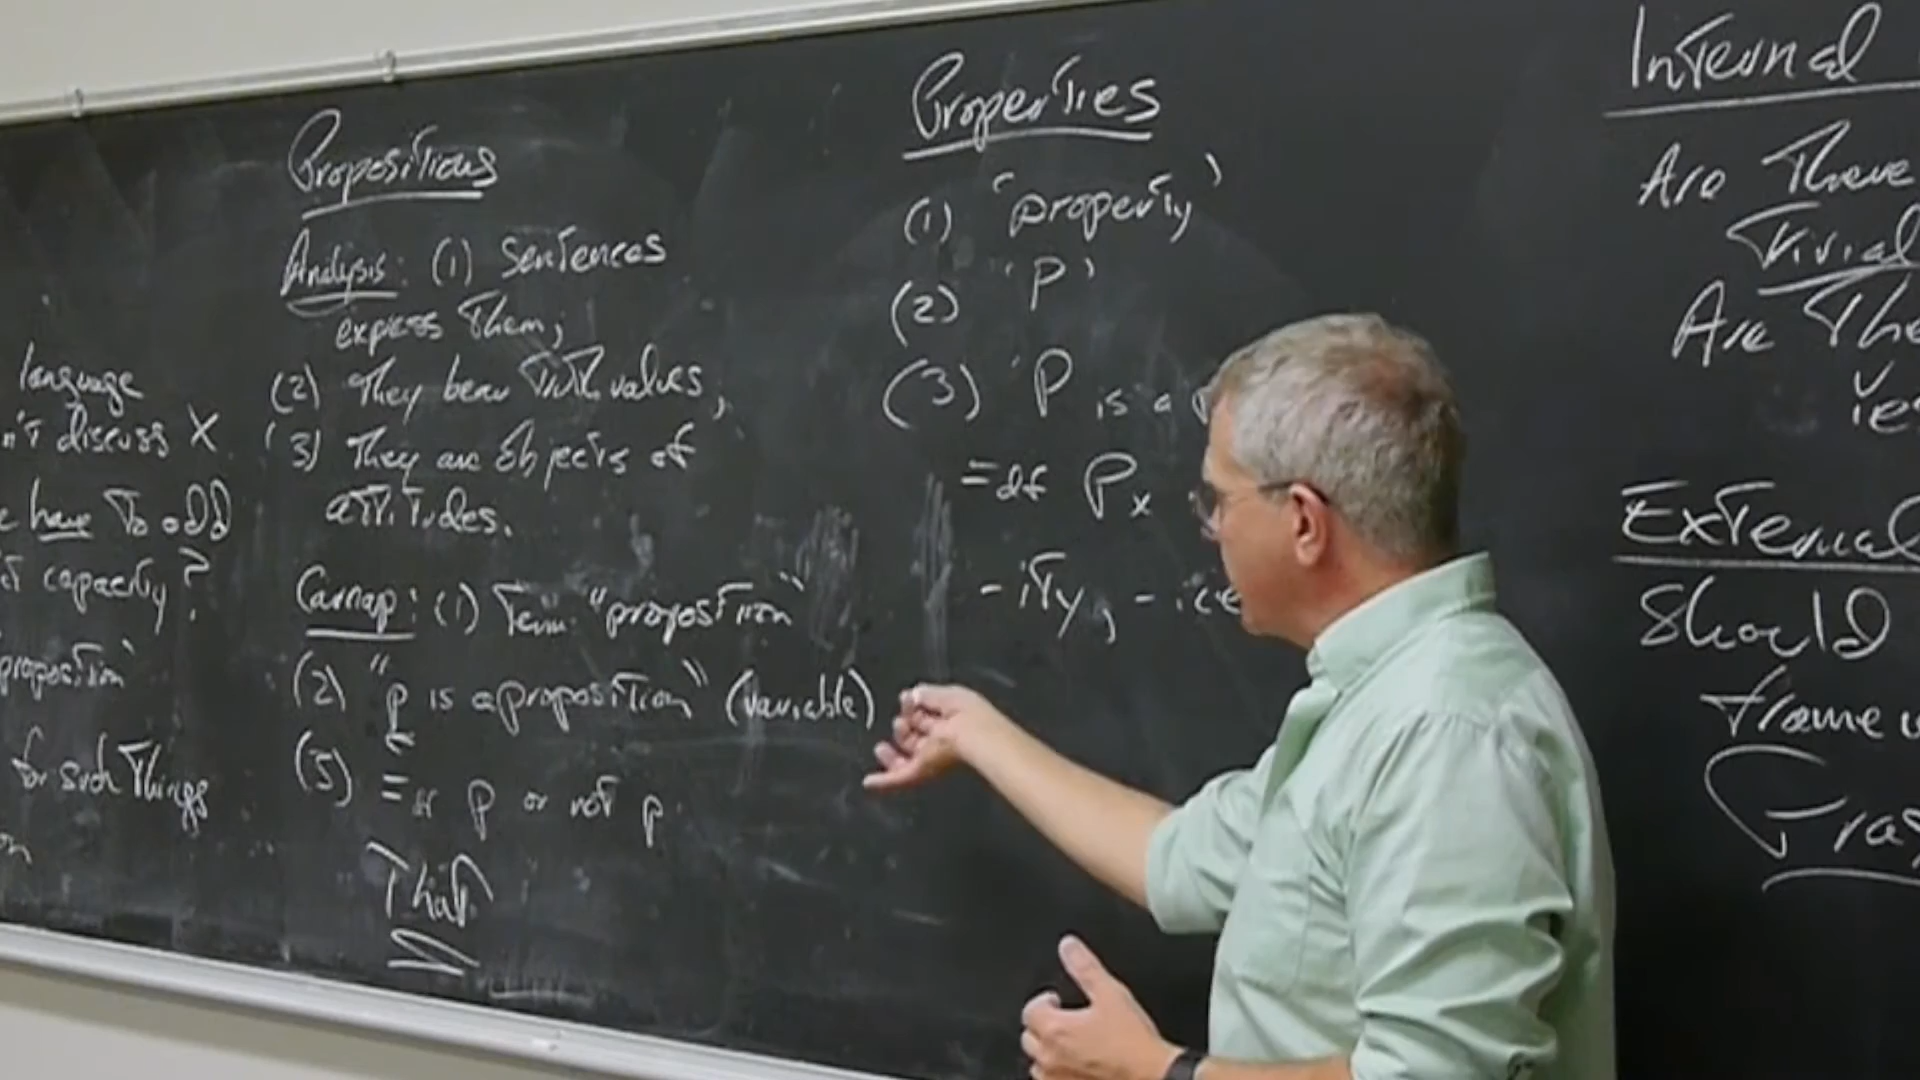 language
n't discuss X
have to add
capacity?
proposition"
for such things
on
Propositions
Analysis: (1) Sentences
express them;
(2) They bear truth values,
(3) They are objects of
attitudes.
Carnap: (1) Term "proposition"
(2) "p is a proposition" (variable)
(3) =df p or not p.
That
Properties
(1) 'property'
(2) 'P'
(3) 'P is a
=df Px
-ity, -ice
Internal
Are there
Trivial
Are the
Yes
External
Should
frame